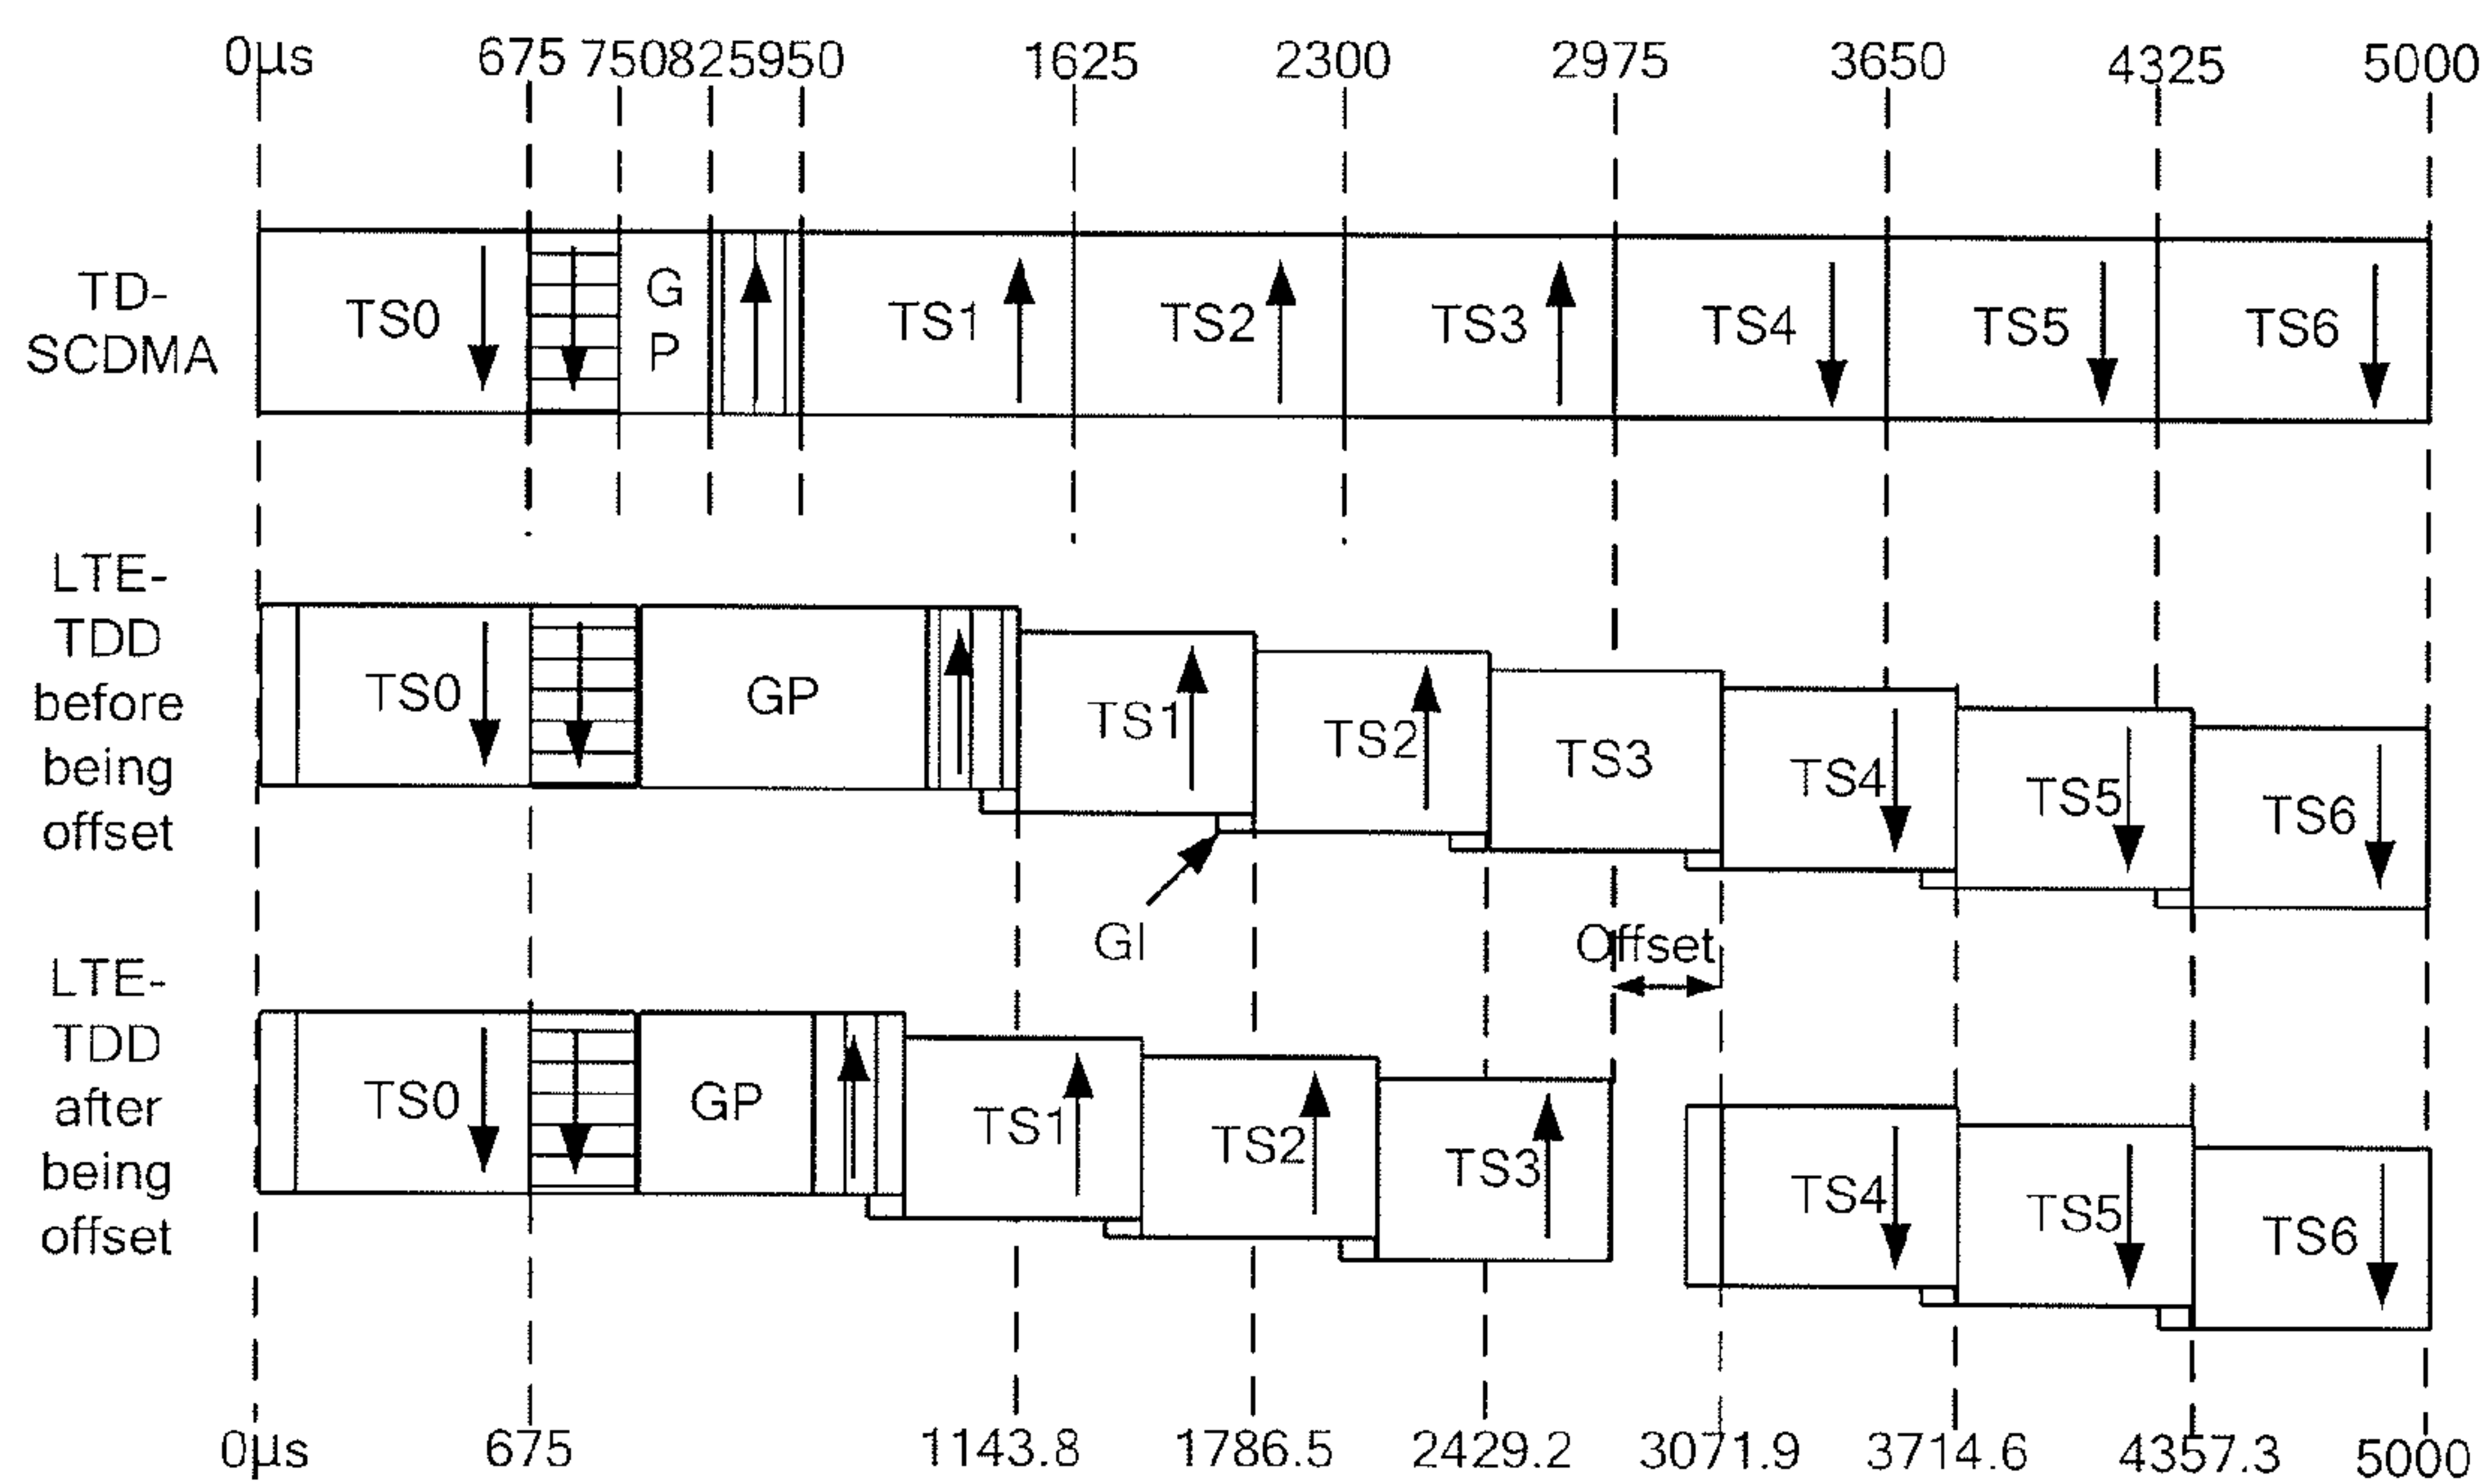 0µs 675 750 825 950 1625 2300 2975 3650 4325 5000
TD-
SCDMA
TS0
G
P
TS1 TS2 TS3 TS4 TS5 TS6
LTE-
TDD
before
being
offset
TS0 GP TS1 TS2 TS3 TS4 TS5 TS6
GI
Offset
LTE-
TDD
after
being
offset
TS0 GP TS1 TS2 TS3 TS4 TS5 TS6
0µs 675 1143.8 1786.5 2429.2 3071.9 3714.6 4357.3 5000